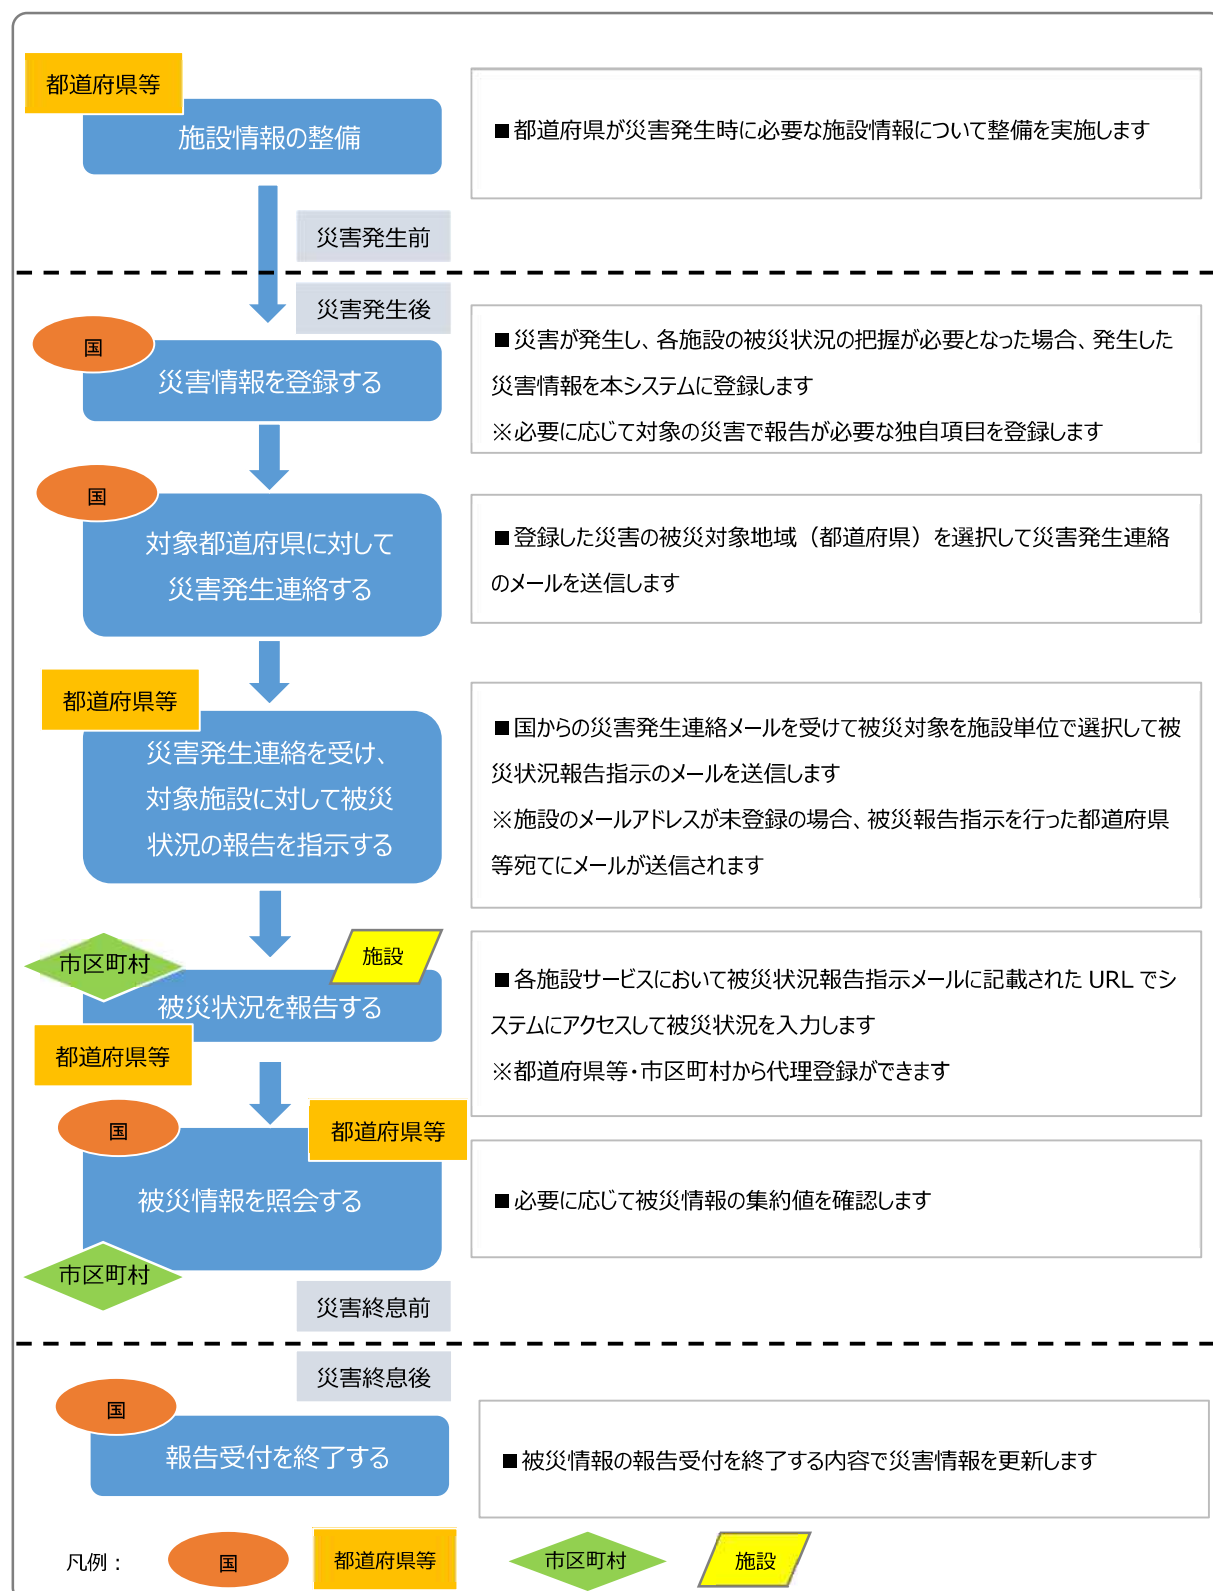 都道府県等
施設情報の整備
■都道府県が災害発生時に必要な施設情報について整備を実施します
災害発生前
災害発生後
国
災害情報を登録する
■災害が発生し、各施設の被災状況の把握が必要となった場合、発生した
災害情報を本システムに登録します
※必要に応じて対象の災害で報告が必要な独自項目を登録します
国
対象都道府県に対して
災害発生連絡する
■登録した災害の被災対象地域（都道府県）を選択して災害発生連絡
のメールを送信します
都道府県等
災害発生連絡を受け、
対象施設に対して被災
状況の報告を指示する
■国からの災害発生連絡メールを受けて被災対象を施設単位で選択して被
災状況報告指示のメールを送信します
※施設のメールアドレスが未登録の場合、被災報告指示を行った都道府県
等宛てにメールが送信されます
市区町村
施設
被災状況を報告する
都道府県等
■各施設サービスにおいて被災状況報告指示メールに記載された URL でシ
ステムにアクセスして被災状況を入力します
※都道府県等・市区町村から代理登録ができます
国
都道府県等
被災情報を照会する
市区町村
■必要に応じて被災情報の集約値を確認します
災害終息前
災害終息後
国
報告受付を終了する
■被災情報の報告受付を終了する内容で災害情報を更新します
凡例：
国
都道府県等
市区町村
施設